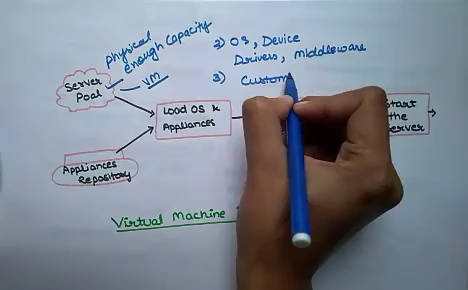 Physical
enough capacity
VM
Server
Pool
2) OS, Device
Drivers, middleware
3) Custom
Load OS &
Appliances
Start
the
Server
Appliances
Repository
Virtual Machine